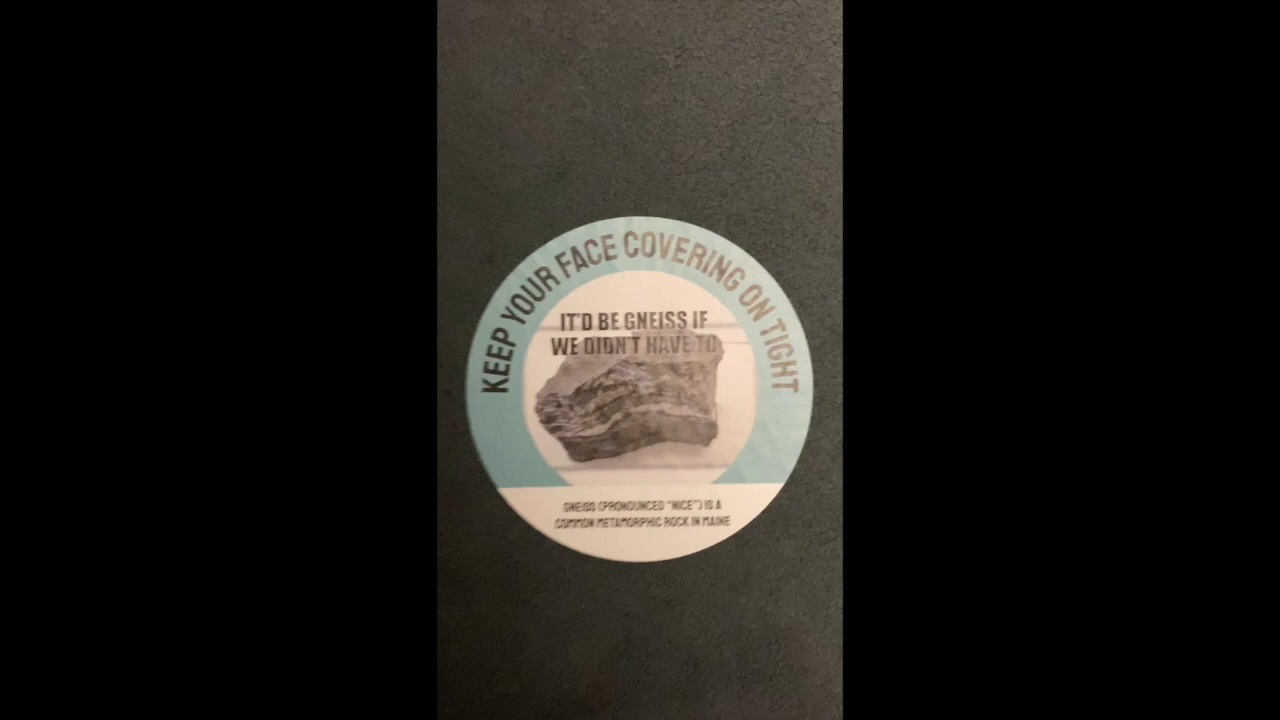 KEEP YOUR FACE COVERING ON TIGHT
IT'D BE GNEISS IF
WE DIDN'T HAVE TO
GNEISS (PRONOUNCED "NICE") IS A
COMMON METAMORPHIC ROCK IN MAINE